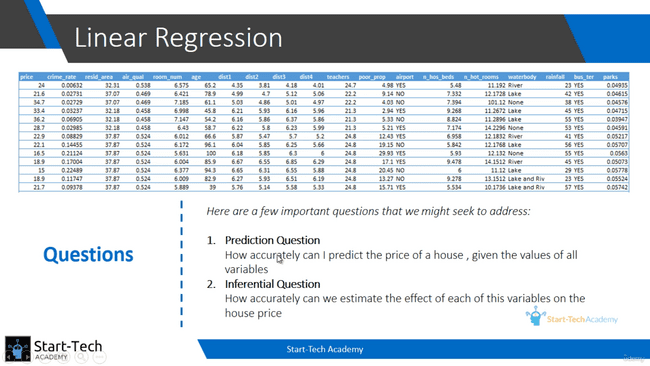 Linear Regression
price crime_rate resid_area air_qual room_num age dist1 dist2 dist3 dist4 teachers poor_prop airport n_hos_beds n_hot_rooms waterbody rainfall bus_ter parks
24 0.00632 32.31 0.538 6.575 65.2 4.35 3.81 4.18 4.01 24.7 4.98 YES 5.48 11.192 River 23 YES 0.04935
21.6 0.02731 37.07 0.469 6.421 78.9 4.99 4.7 5.12 5.06 22.2 9.14 NO 7.332 12.1728 Lake 42 YES 0.04615
34.7 0.02729 37.07 0.469 7.185 61.1 5.03 4.86 5.01 4.97 22.2 4.03 NO 7.394 101.12 None 38 YES 0.04576
33.4 0.03237 32.18 0.458 6.998 45.8 6.21 5.93 6.16 5.96 21.3 2.94 YES 9.268 11.2672 Lake 45 YES 0.04715
36.2 0.06905 32.18 0.458 7.147 54.2 6.16 5.86 6.37 5.86 21.3 5.33 NO 8.824 11.2896 Lake 55 YES 0.03947
28.7 0.02985 32.18 0.458 6.43 58.7 6.22 5.8 6.23 5.99 21.3 5.21 YES 7.174 14.2296 None 53 YES 0.04591
22.9 0.08829 37.87 0.524 6.012 66.6 5.87 5.47 5.7 5.2 24.8 12.43 YES 6.958 12.1832 River 41 YES 0.05217
22.1 0.14455 37.87 0.524 6.172 96.1 6.04 5.85 6.25 5.66 24.8 19.15 NO 5.842 12.1768 Lake 56 YES 0.05707
16.5 0.21124 37.87 0.524 5.631 100 6.18 5.85 6.3 6 24.8 29.93 YES 5.93 12.132 None 55 YES 0.0563
18.9 0.17004 37.87 0.524 6.004 85.9 6.67 6.55 6.85 6.29 24.8 17.1 YES 9.478 14.1512 River 45 YES 0.05073
15 0.22489 37.87 0.524 6.377 94.3 6.65 6.31 6.55 5.88 24.8 20.45 NO 6 11.12 Lake 29 YES 0.05778
18.9 0.11747 37.87 0.524 6.009 82.9 6.27 5.93 6.51 6.19 24.8 13.27 NO 9.278 13.1512 Lake and Riv 23 YES 0.05524
21.7 0.09378 37.87 0.524 5.889 39 5.76 5.14 5.58 5.33 24.8 15.71 YES 5.534 10.1736 Lake and Riv 57 YES 0.05742
Questions
Here are a few important questions that we might seek to address:
1. Prediction Question
How accurately can I predict the price of a house , given the values of all
variables
2. Inferential Question
How accurately can we estimate the effect of each of this variables on the
house price
Start-TechAcademy
Start-Tech
ACADEMY
Start-Tech Academy
Udemy